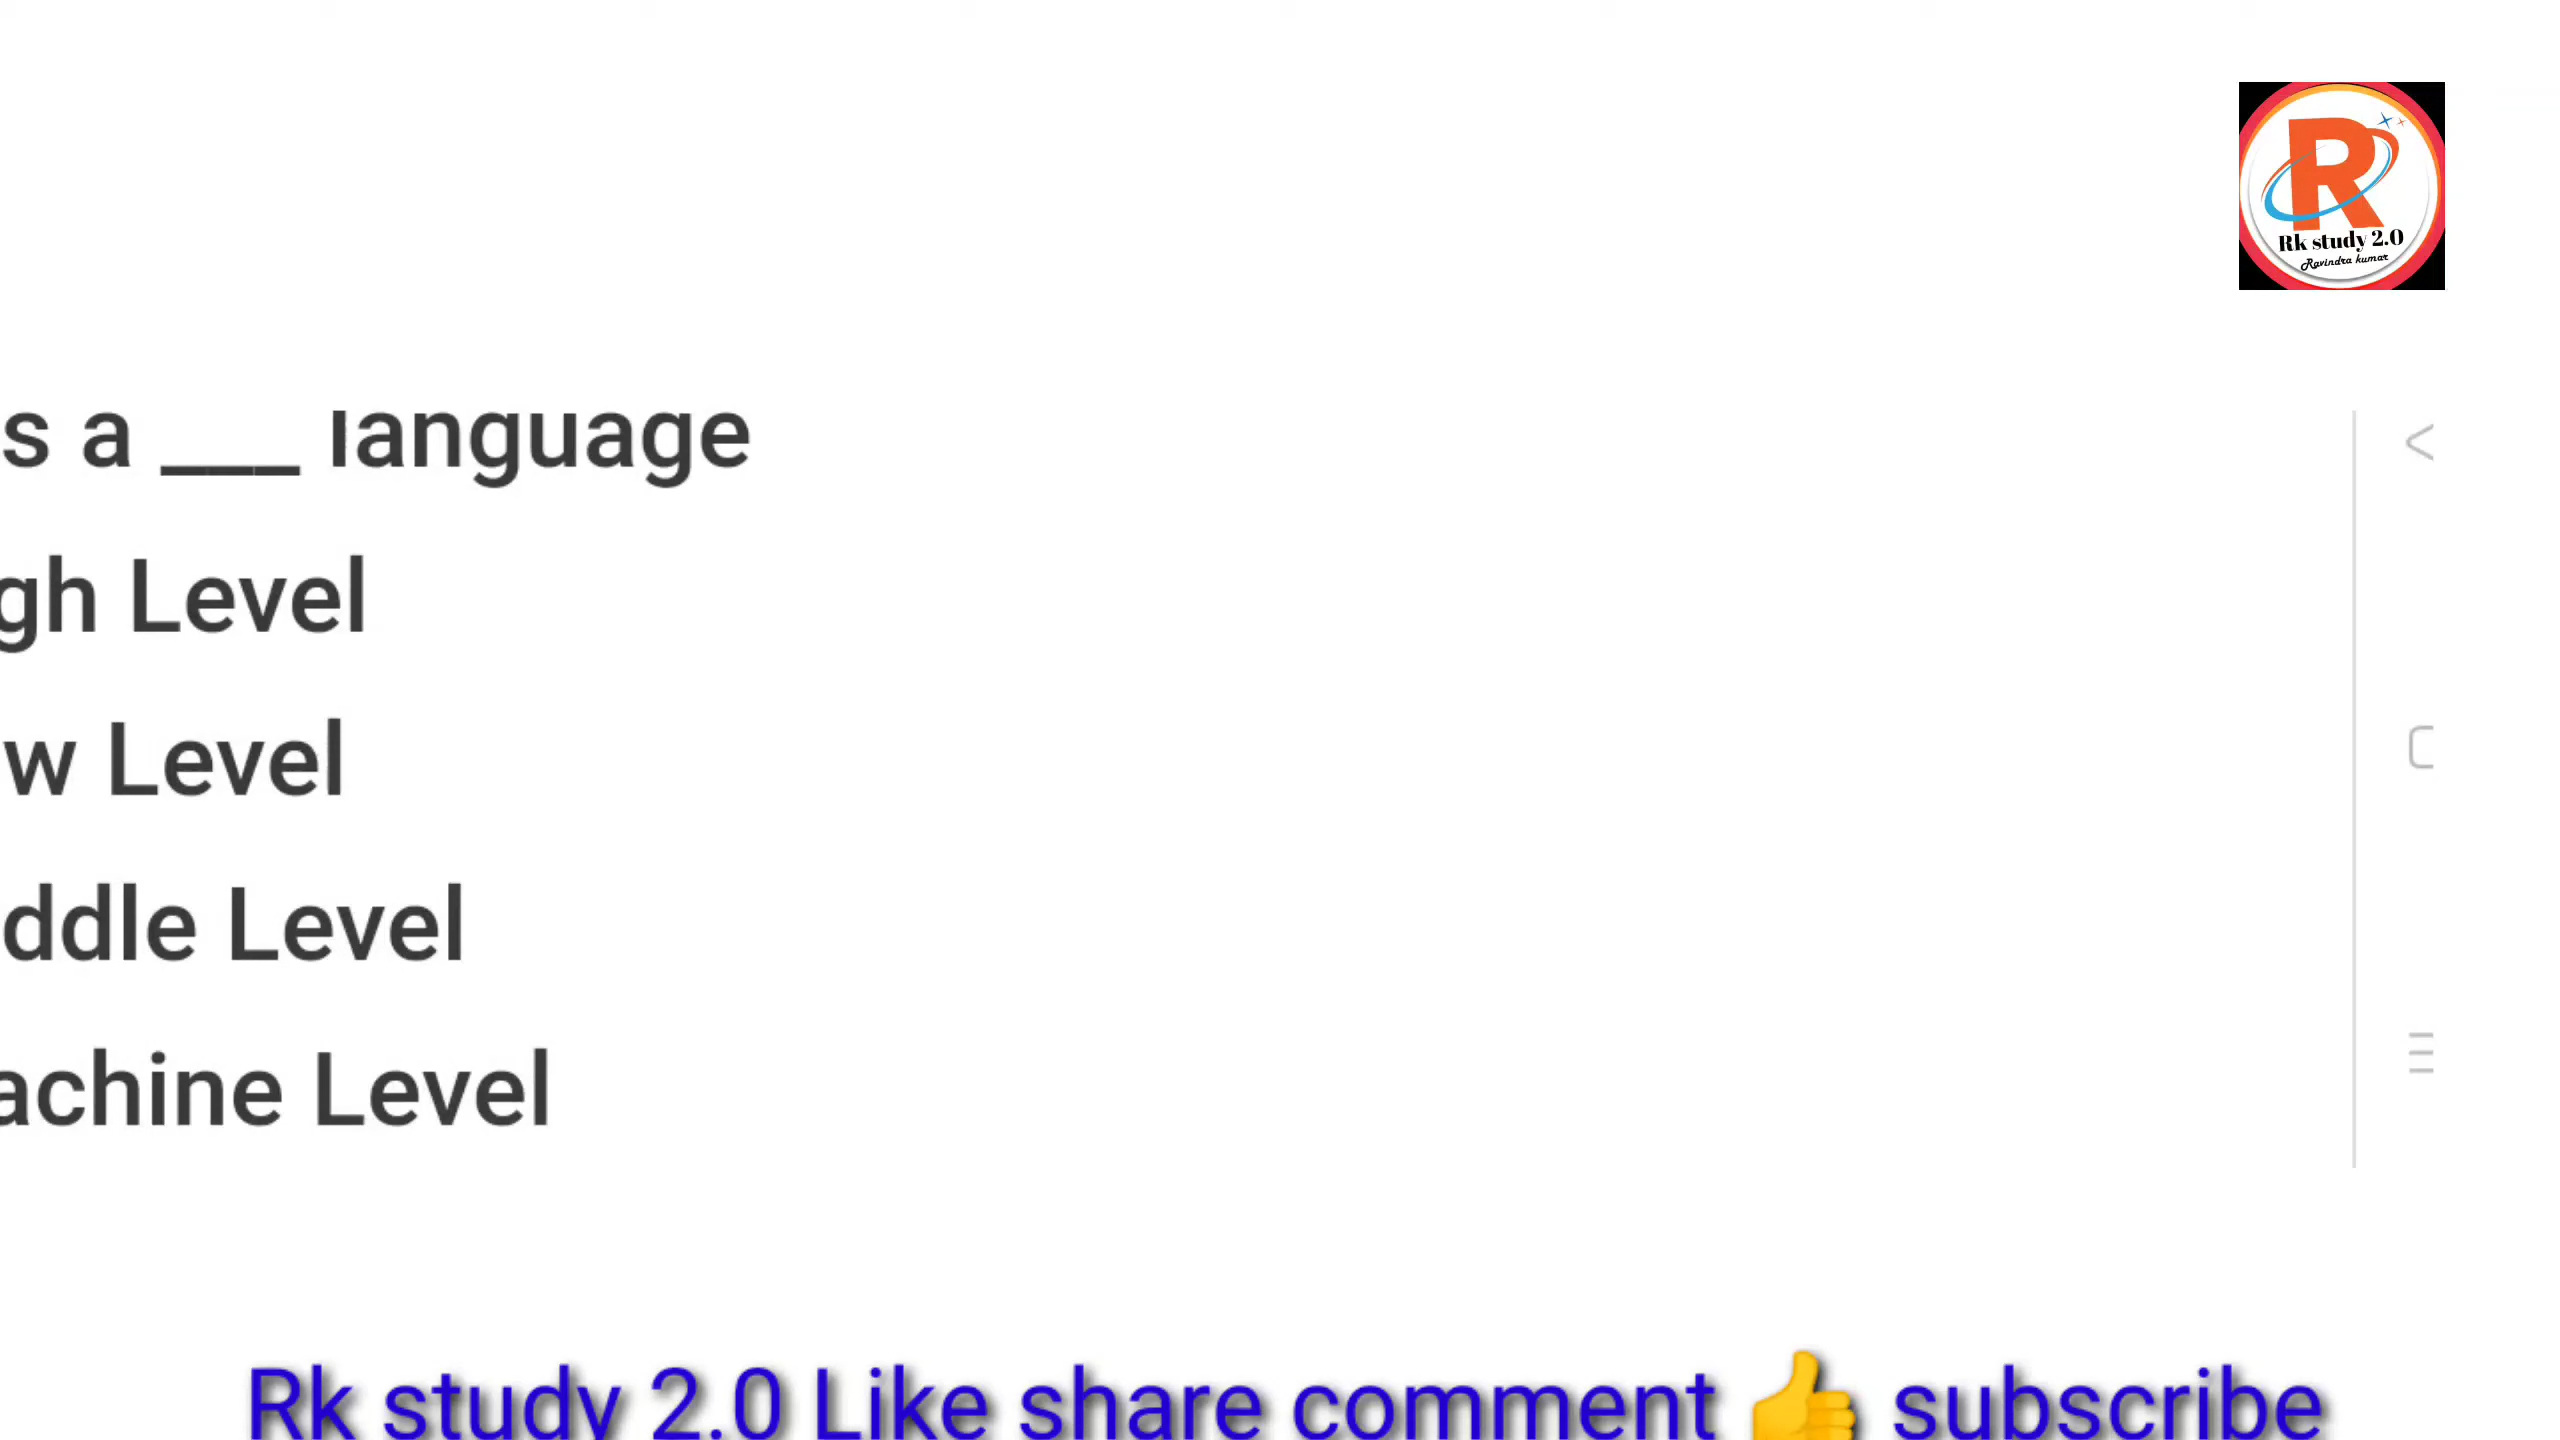 Rk study 2.0
Ravindra kumar
s a ___ language
gh Level
w Level
ddle Level
achine Level
Rk study 2.0 Like share comment 👍 subscribe